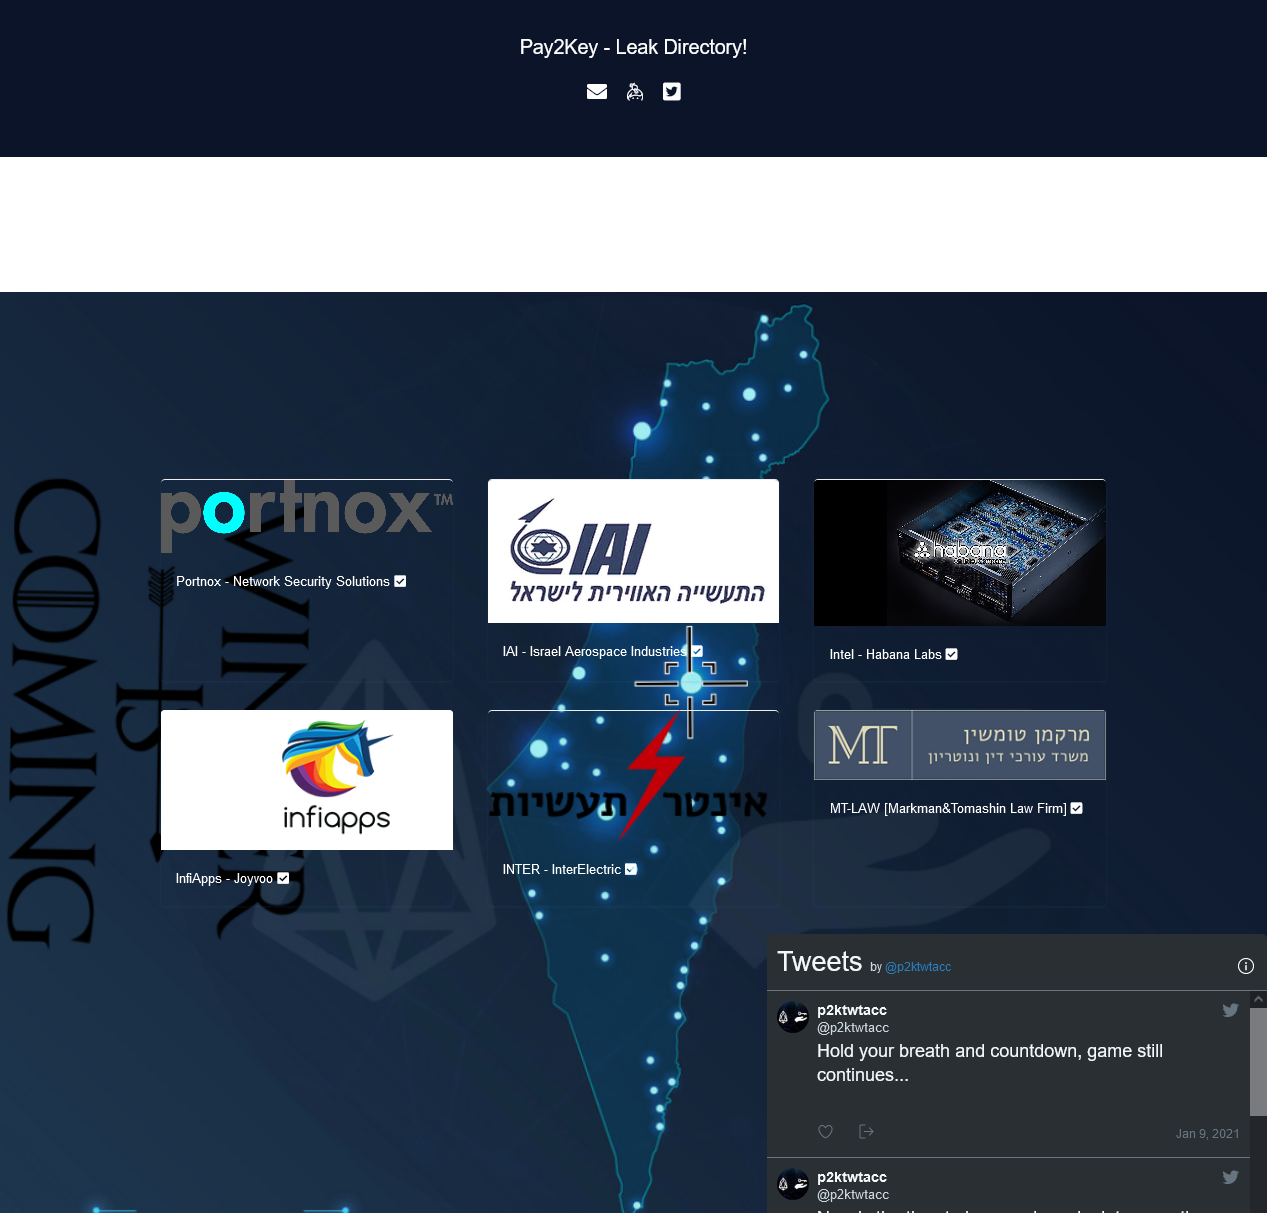 Pay2Key - Leak Directory!
WINTER
IS
COMING
portnox™
Portnox - Network Security Solutions
IAI
התעשייה האווירית לישראל
IAI - Israel Aerospace Industries
habana
Intel - Habana Labs
infiapps
InfiApps - Joyvoo
אינטר תעשיות
INTER - InterElectric
MT
מרקמן טומשין
משרד עורכי דין ונוטריון
MT-LAW [Markman&Tomashin Law Firm]
Tweets by @p2ktwtacc
p2ktwtacc
@p2ktwtacc
Hold your breath and countdown, game still
continues...
Jan 9, 2021
p2ktwtacc
@p2ktwtacc